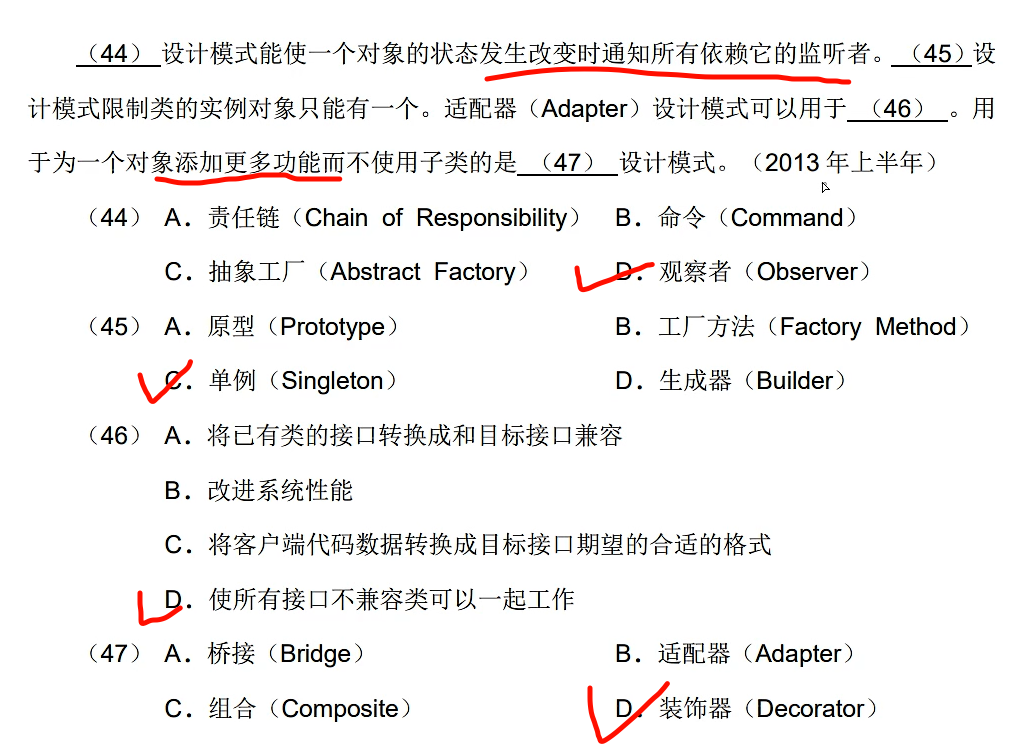 （44）设计模式能使一个对象的状态发生改变时通知所有依赖它的监听者。（45）设
计模式限制类的实例对象只能有一个。适配器（Adapter）设计模式可以用于（46）。用
于为一个对象添加更多功能而不使用子类的是（47）设计模式。（2013 年上半年）
（44） A．责任链（Chain of Responsibility） B．命令（Command）
C．抽象工厂（Abstract Factory） D．观察者（Observer）
（45） A．原型（Prototype） B．工厂方法（Factory Method）
C．单例（Singleton） D．生成器（Builder）
（46） A．将已有类的接口转换成和目标接口兼容
B．改进系统性能
C．将客户端代码数据转换成目标接口期望的合适的格式
D．使所有接口不兼容类可以一起工作
（47） A．桥接（Bridge） B．适配器（Adapter）
C．组合（Composite） D．装饰器（Decorator）